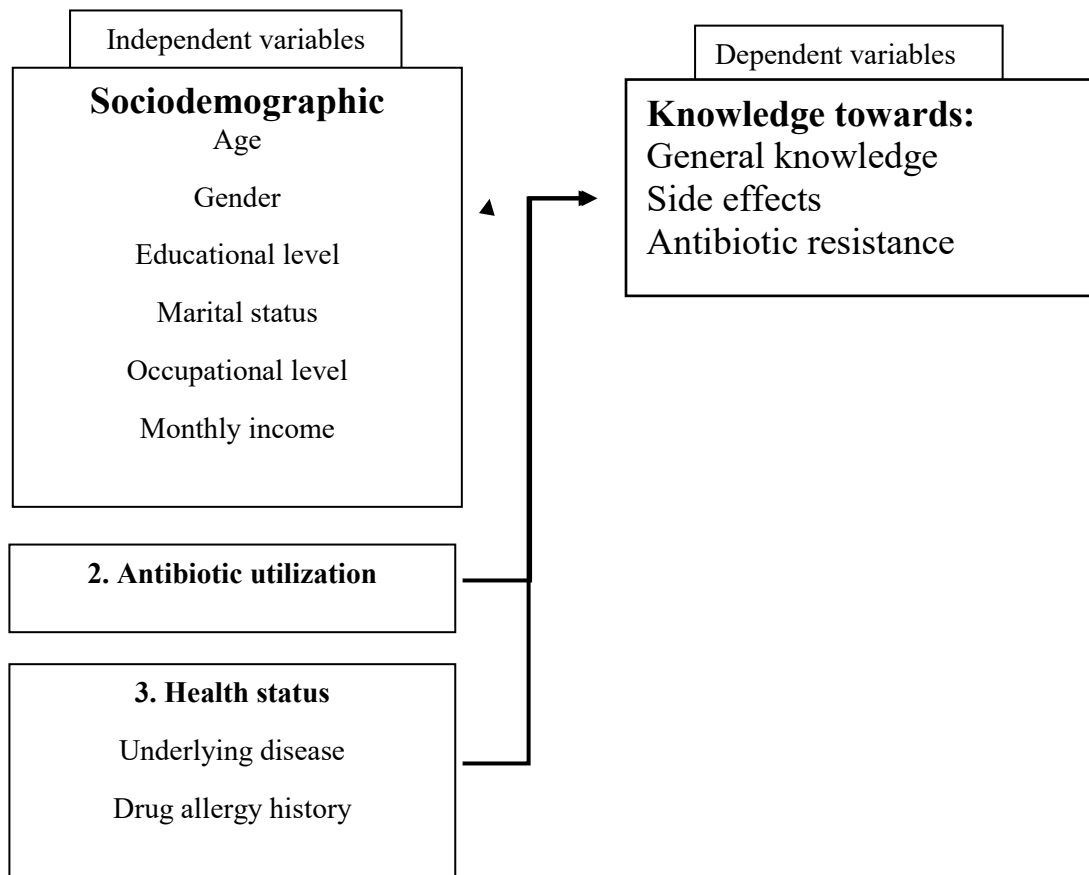 Independent variables
Sociodemographic
Age
Gender
Educational level
Marital status
Occupational level
Monthly income
2. Antibiotic utilization
3. Health status
Underlying disease
Drug allergy history
Dependent variables
Knowledge towards:
General knowledge
Side effects
Antibiotic resistance